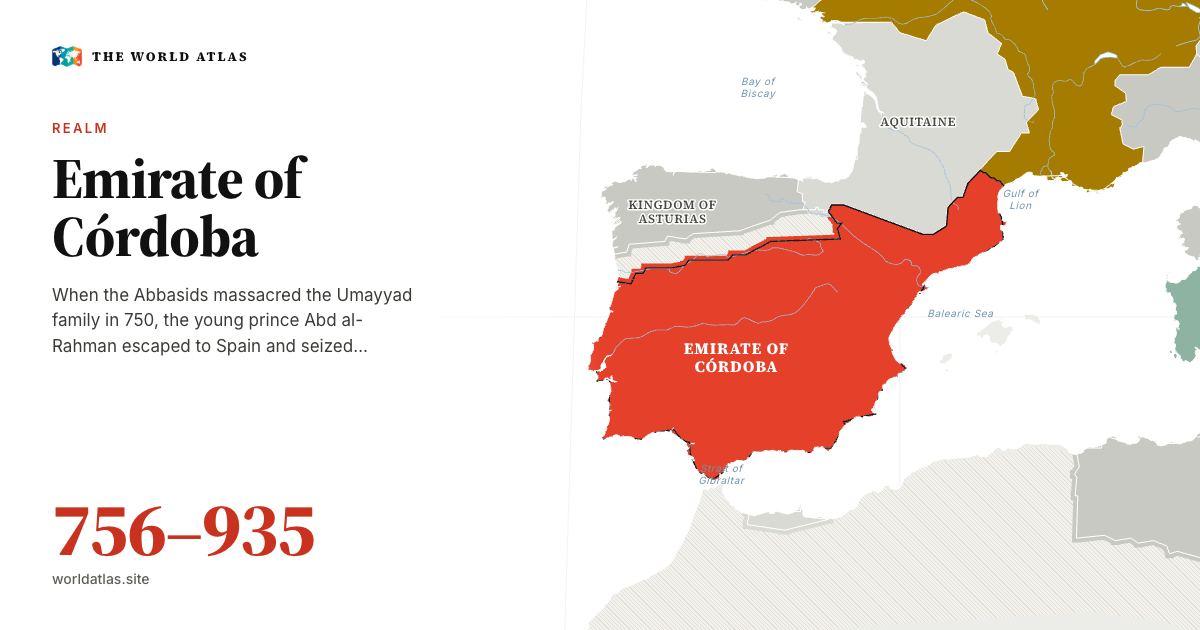 THE WORLD ATLAS
REALM
Emirate of
Córdoba
When the Abbasids massacred the Umayyad
family in 750, the young prince Abd al-
Rahman escaped to Spain and seized...
756–935
worldatlas.site
Bay of
Biscay
AQUITAINE
KINGDOM OF
ASTURIAS
Gulf of
Lion
Balearic Sea
EMIRATE OF
CÓRDOBA
Strait of
Gibraltar